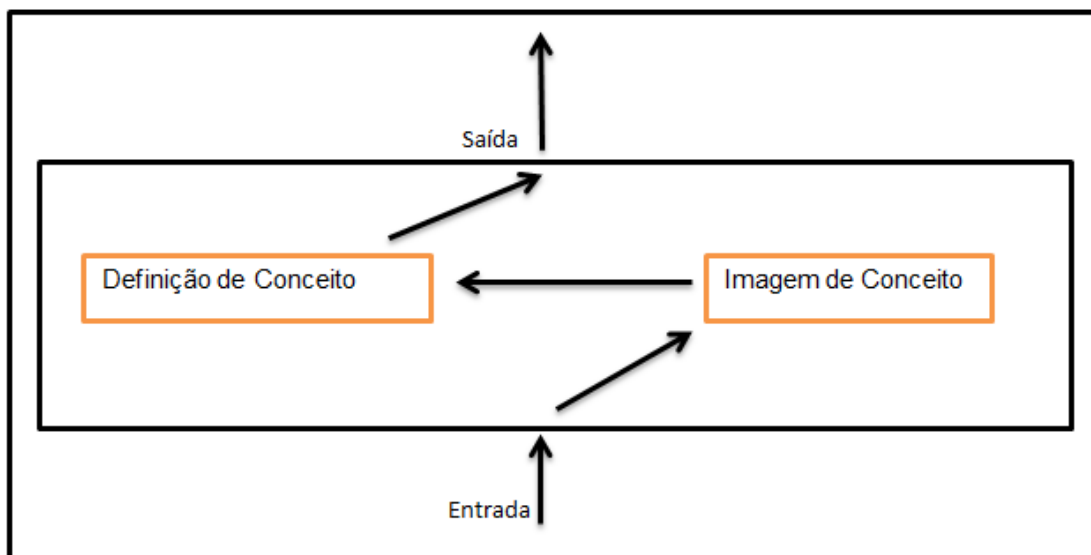 Saída
Definição de Conceito
Imagem de Conceito
Entrada